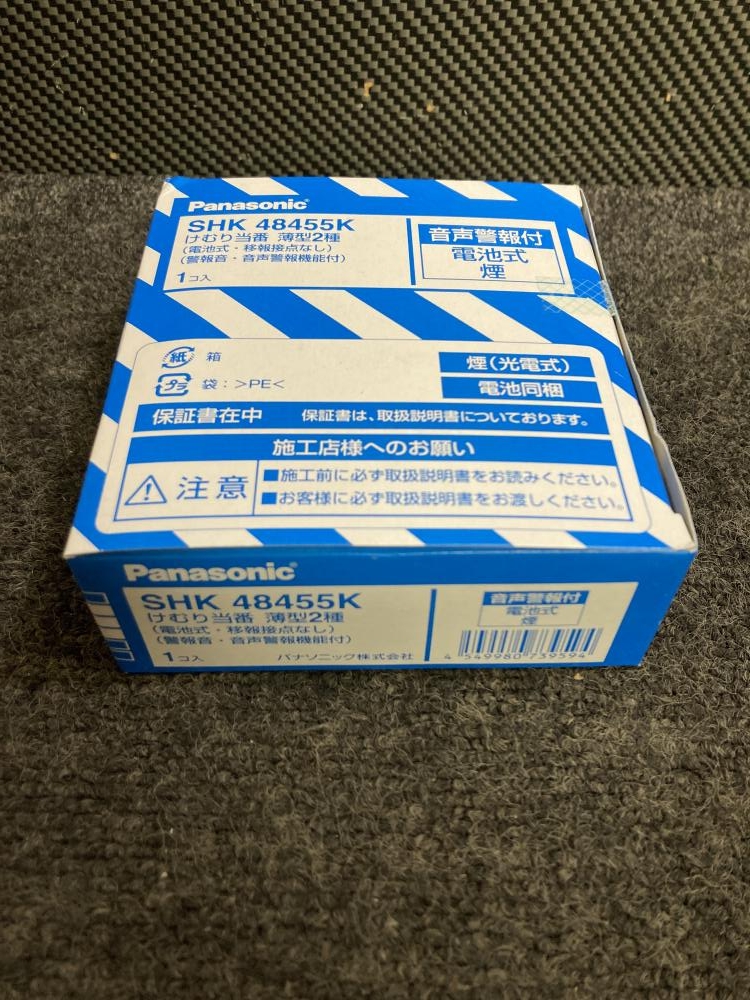 Panasonic
SHK 48455K
けむり当番 薄型2種
(電池式・移報接点なし)
(警報音・音声警報機能付)
1コ入
音声警報付
電池式
煙
紙 箱
プラ 袋:>PE<
煙(光電式)
電池同梱
保証書在中 保証書は、取扱説明書についております。
施工店様へのお願い
注意
■施工前に必ず取扱説明書をお読みください。
■お客様に必ず取扱説明書をお渡しください。
Panasonic
SHK 48455K
けむり当番 薄型2種
(電池式・移報接点なし)
(警報音・音声警報機能付)
1コ入 パナソニック株式会社
音声警報付
電池式
煙
4 549980 739594